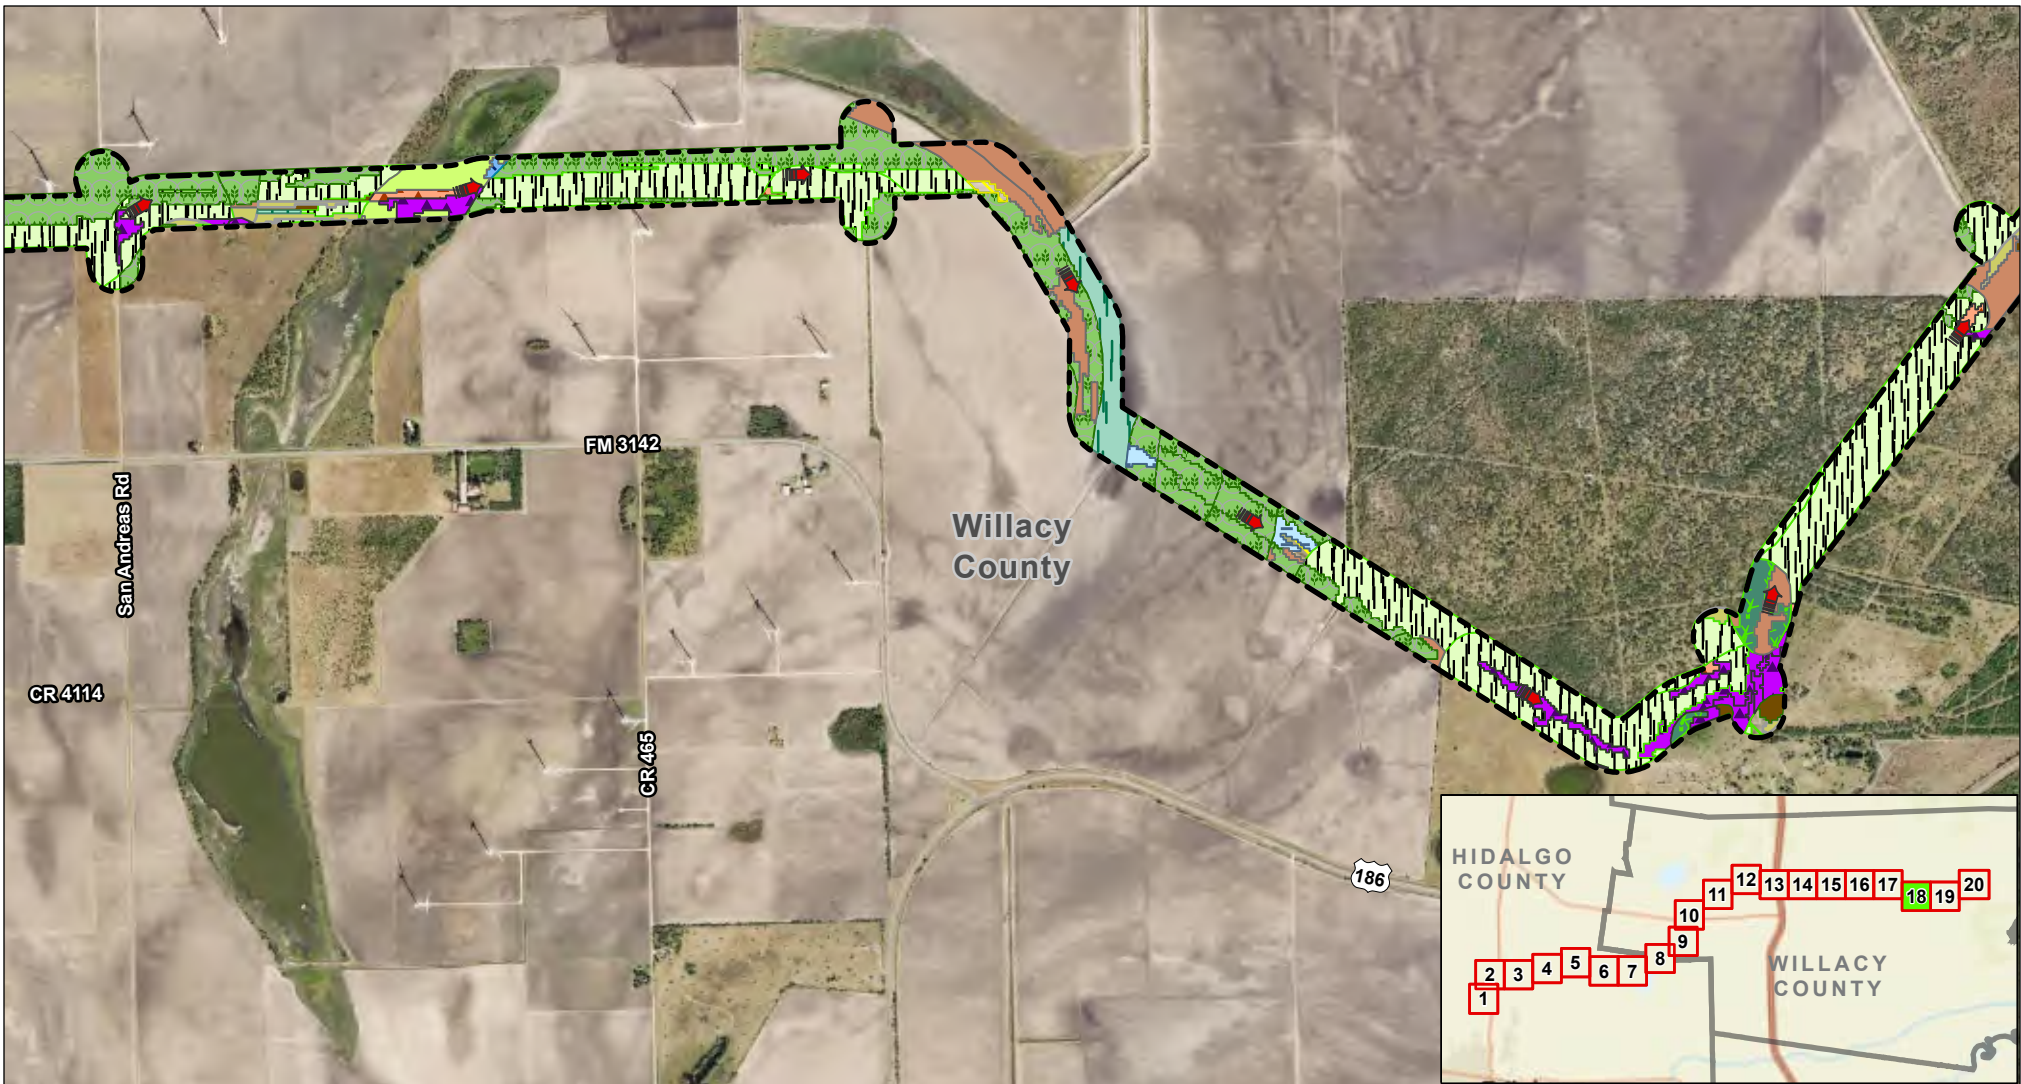 FM 3142
San Andreas Rd
Willacy
County
CR 4114
CR 465
186
HIDALGO
COUNTY
WILLACY
COUNTY
1
2
3
4
5
6
7
8
9
10
11
12
13
14
15
16
17
18
19
20